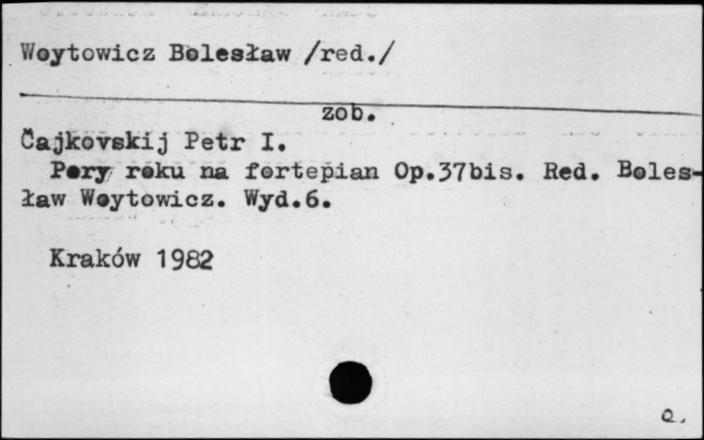 Woytowicz Bolesław /red./
zob.
Čajkovskij Petr I.
Pory roku na fortepian Op.37bis. Red. Boles-
ław Woytowicz. Wyd.6.
Kraków 1982